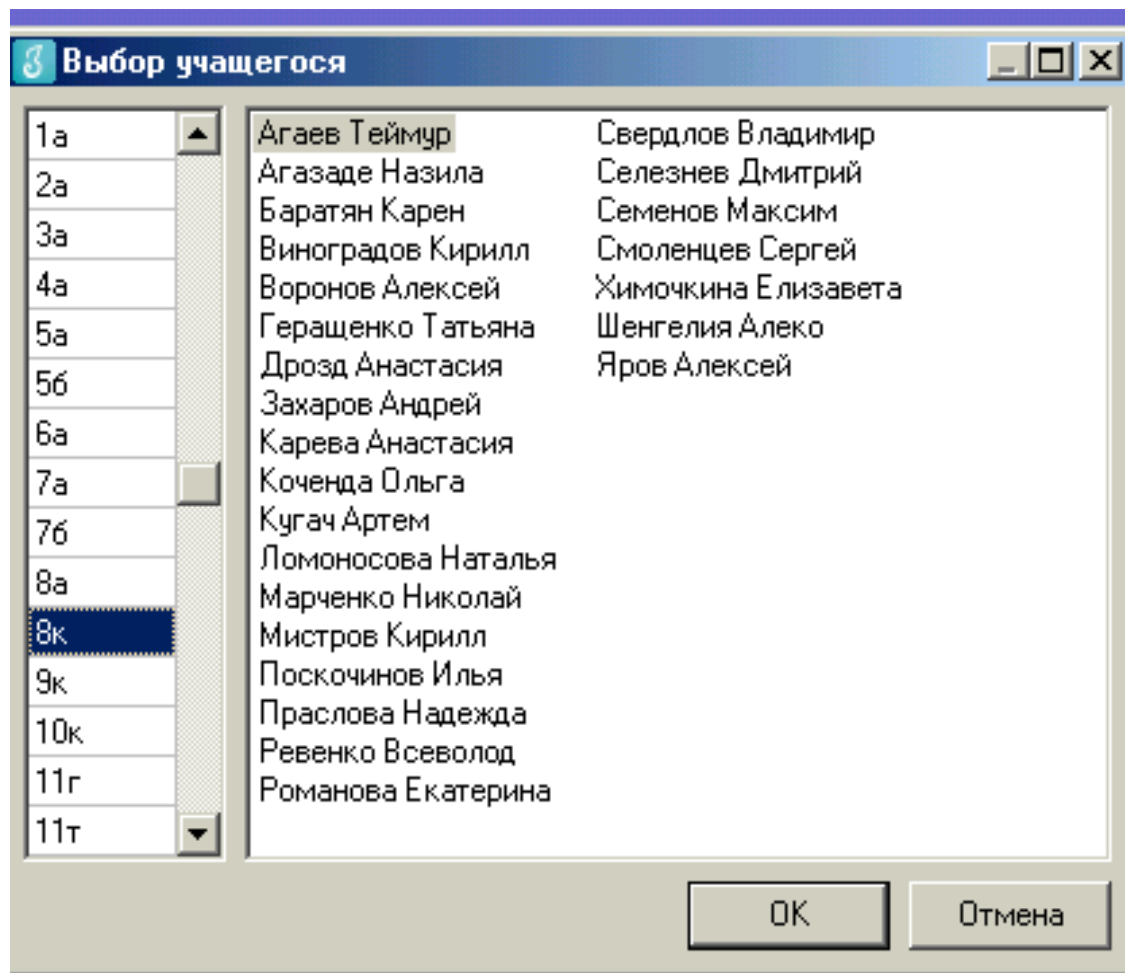 Выбор учащегося
1а
2а
3а
4а
5а
5б
6а
7а
7б
8а
8к
9к
10к
11г
11т
Агаев Теймур
Агазаде Назила
Баратян Карен
Виноградов Кирилл
Воронов Алексей
Геращенко Татьяна
Дрозд Анастасия
Захаров Андрей
Карева Анастасия
Коченда Ольга
Кугач Артем
Ломоносова Наталья
Марченко Николай
Мистров Кирилл
Поскочинов Илья
Праслова Надежда
Ревенко Всеволод
Романова Екатерина
Свердлов Владимир
Селезнев Дмитрий
Семенов Максим
Смоленцев Сергей
Химочкина Елизавета
Шенгелия Алеко
Яров Алексей
OK
Отмена